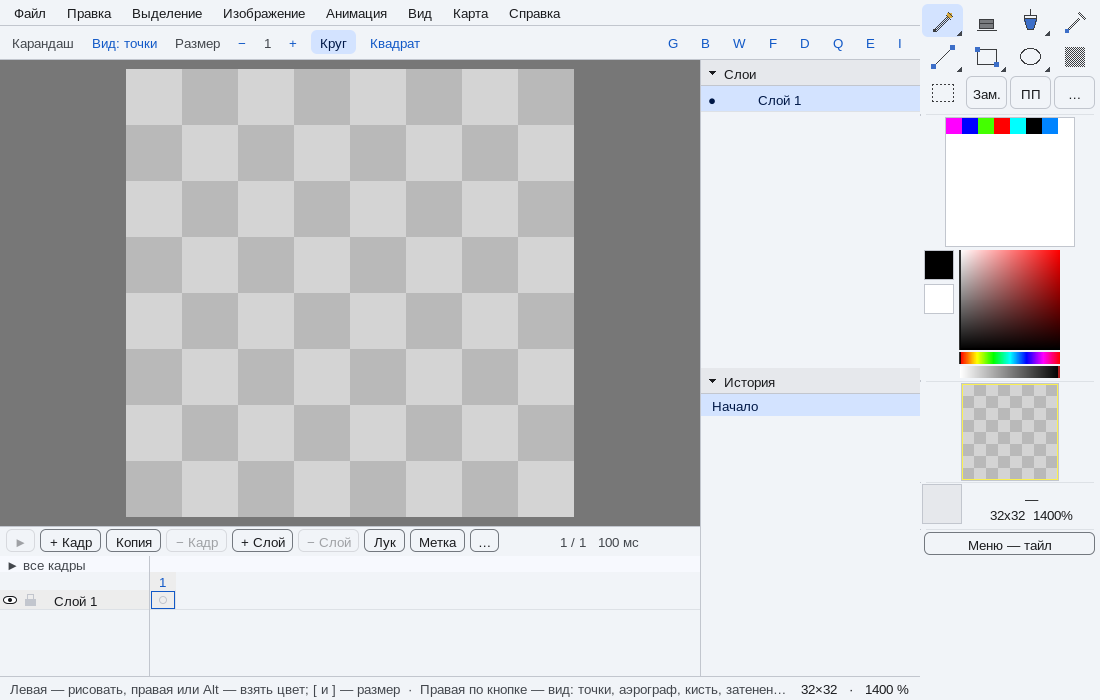 Файл Правка Выделение Изображение Анимация Вид Карта Справка
Карандаш Вид: точки Размер − 1 + Круг Квадрат G B W F D Q E I
Зам. ПП ...
Слои
● Слой 1
История
Начало
—
32x32 1400%
Меню — тайл
► + Кадр Копия − Кадр + Слой − Слой Лук Метка ... 1 / 1 100 мс
► все кадры
1
Слой 1
Левая — рисовать, правая или Alt — взять цвет; [ и ] — размер · Правая по кнопке — вид: точки, аэрограф, кисть, затенен… 32×32 · 1400 %